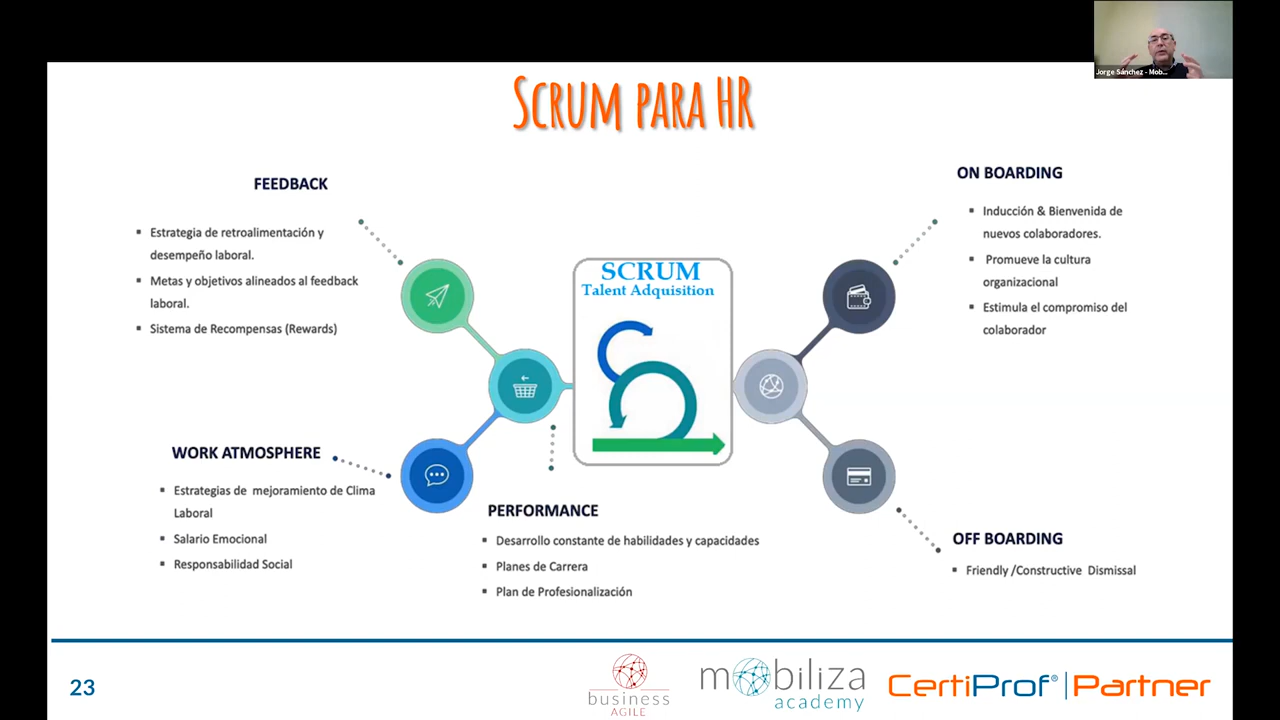 Jorge Sánchez - Mob...
SCRUM PARA HR
FEEDBACK
▪ Estrategia de retroalimentación y
desempeño laboral.
▪ Metas y objetivos alineados al feedback
laboral.
▪ Sistema de Recompensas (Rewards)
ON BOARDING
▪ Inducción & Bienvenida de
nuevos colaboradores.
▪ Promueve la cultura
organizacional
▪ Estimula el compromiso del
colaborador
SCRUM
Talent Adquisition
WORK ATMOSPHERE
▪ Estrategias de mejoramiento de Clima
Laboral
▪ Salario Emocional
▪ Responsabilidad Social
PERFORMANCE
▪ Desarrollo constante de habilidades y capacidades
▪ Planes de Carrera
▪ Plan de Profesionalización
OFF BOARDING
▪ Friendly /Constructive Dismissal
23
business
AGILE
mobiliza
academy
CertiProf® | Partner